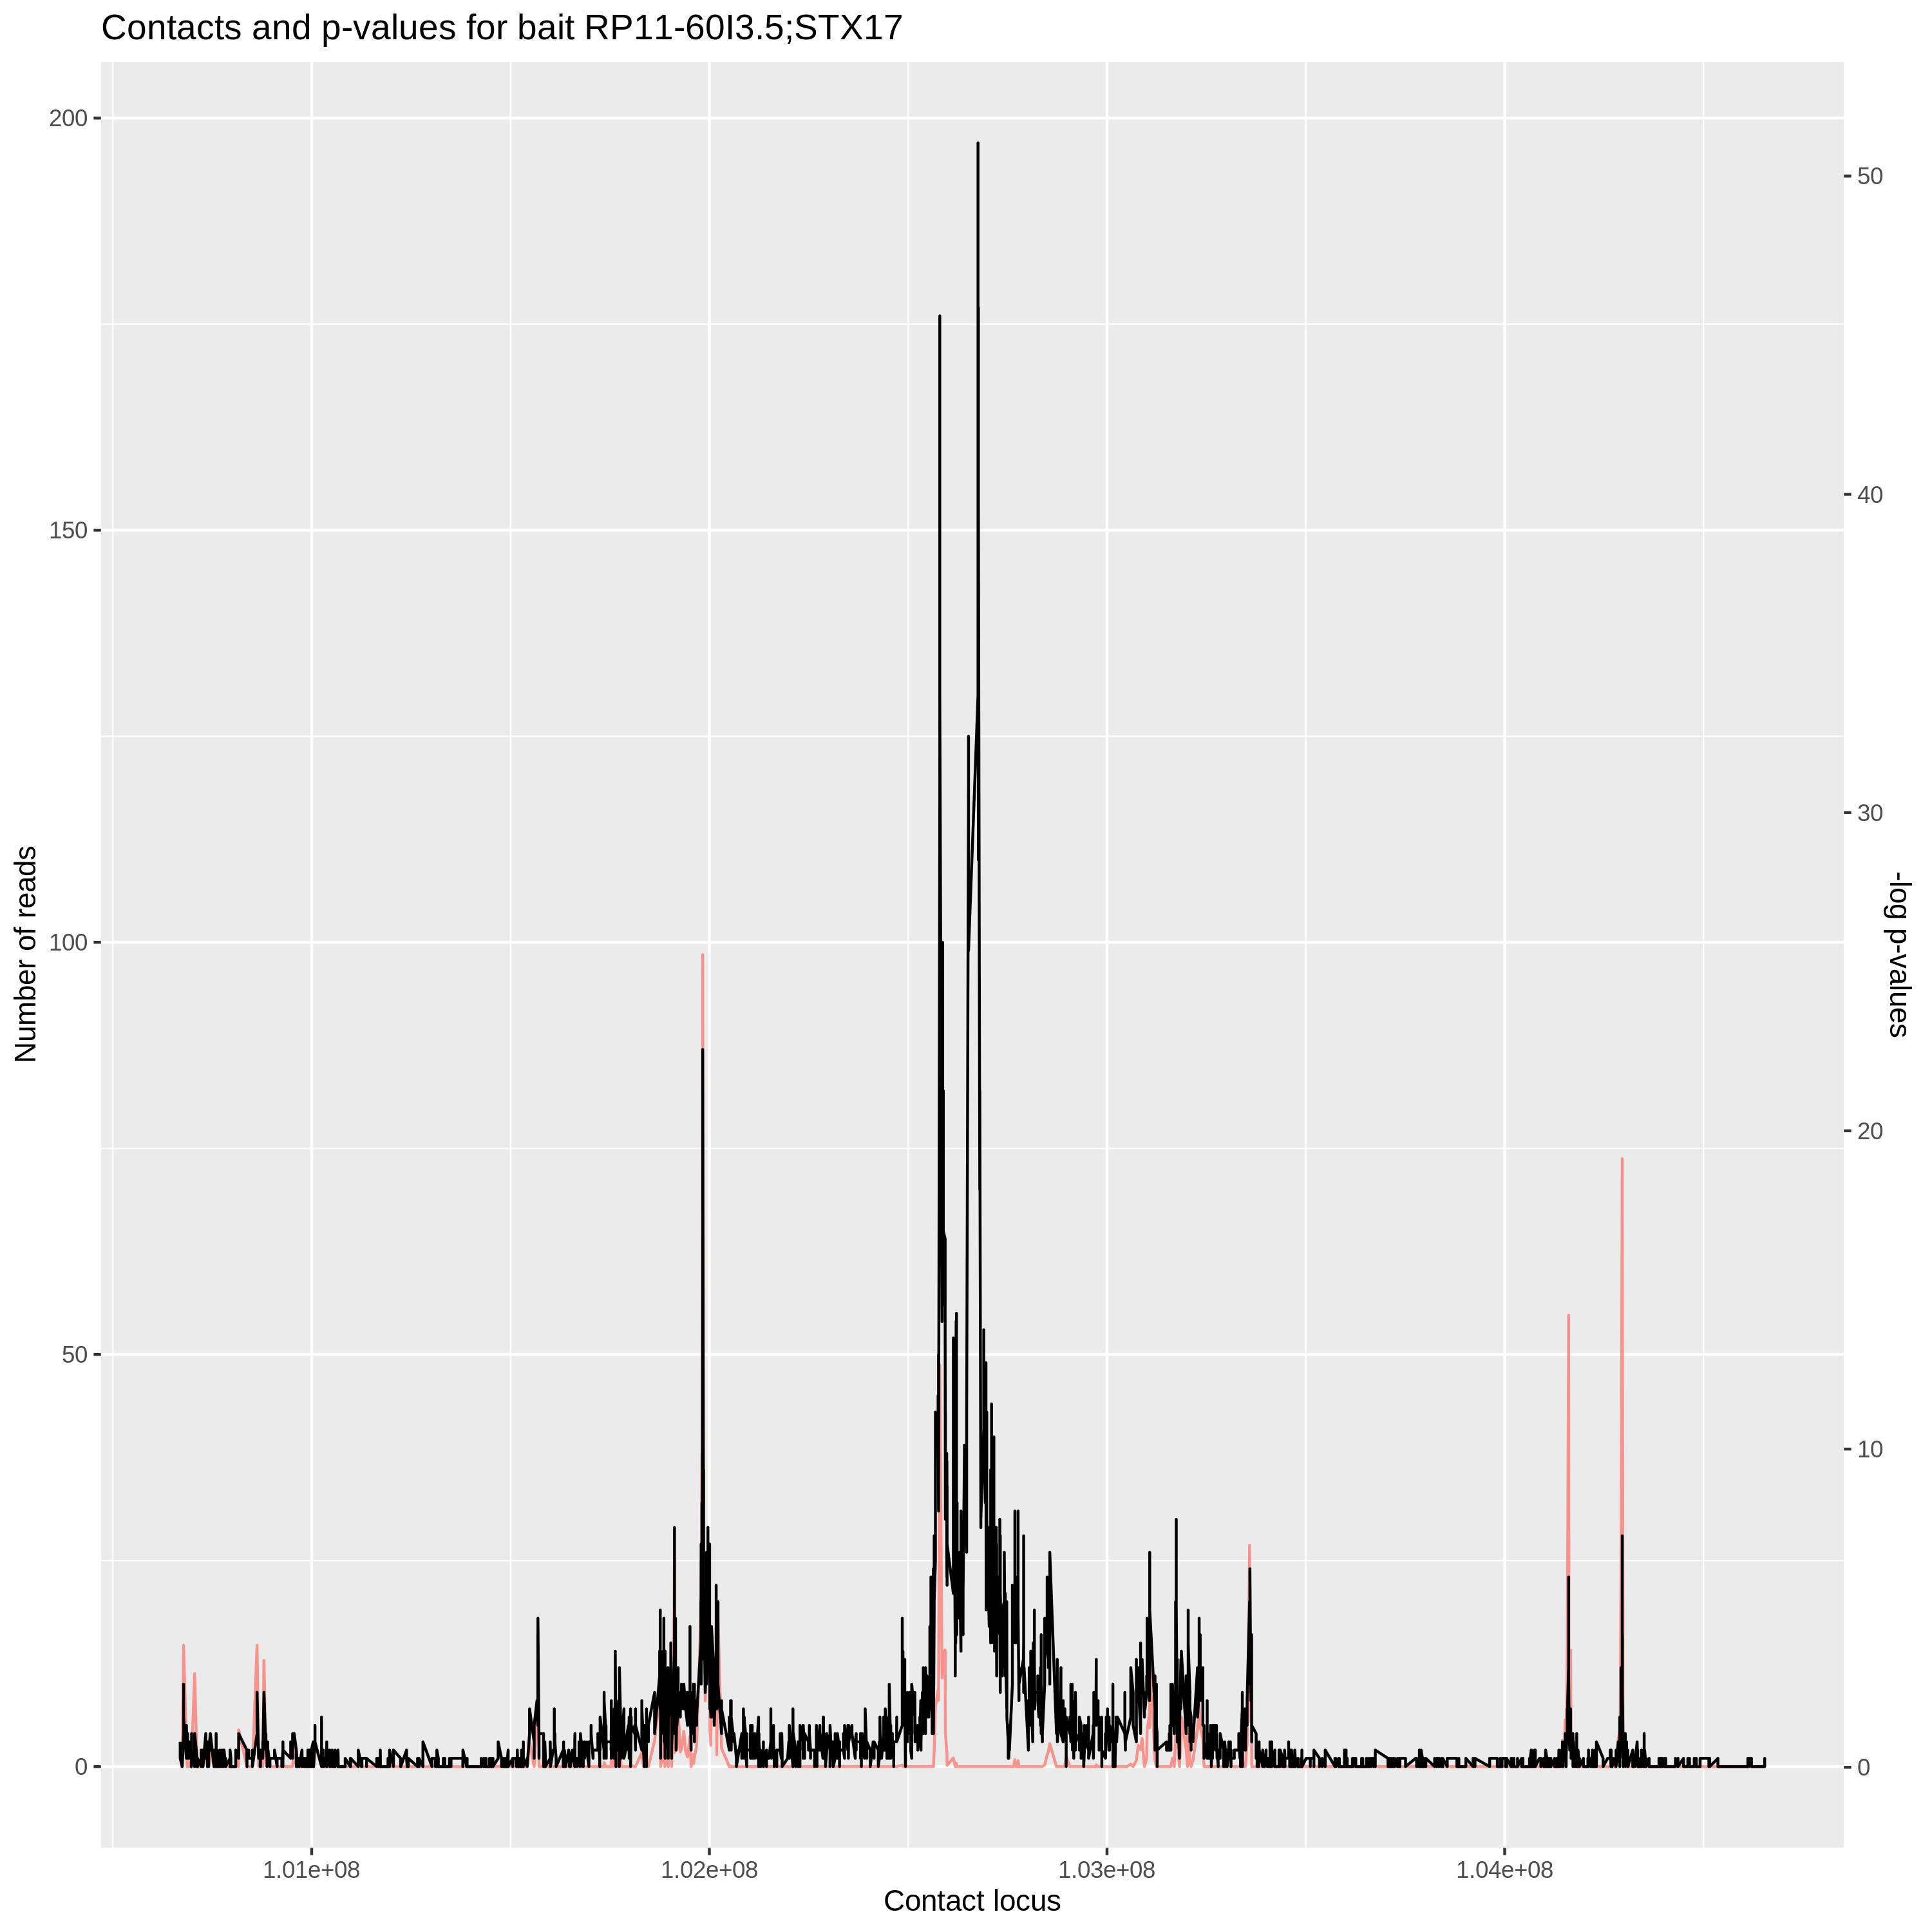 Contacts and p-values for bait RP11-60I3.5;STX17
200
150
100
50
0
Number of reads
50
40
30
20
10
0
-log p-values
1.01e+08
1.02e+08
1.03e+08
1.04e+08
Contact locus